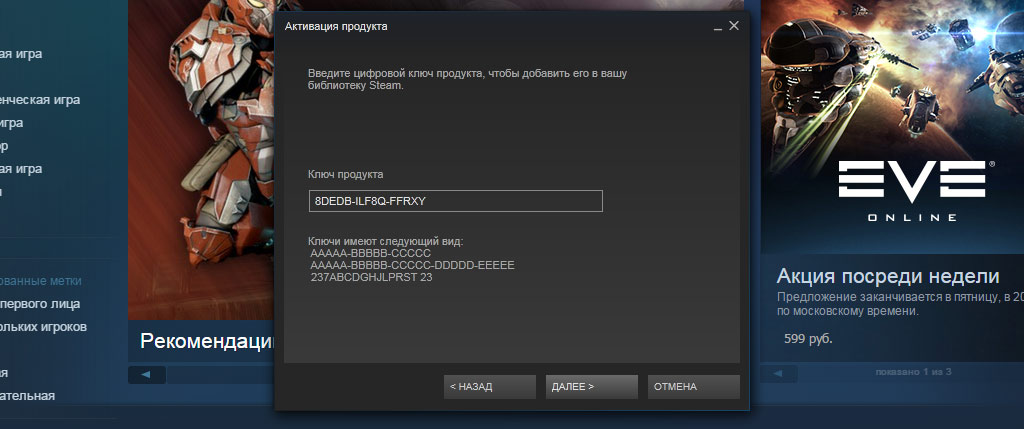 ая игра
енческая игра
игра
ор
ая игра
ованные метки
первого лица
ольких игроков
ая
ательная
Рекомендации
Активация продукта
Введите цифровой ключ продукта, чтобы добавить его в вашу
библиотеку Steam.
Ключ продукта
8DEDB-ILF8Q-FFRXY
Ключи имеют следующий вид:
AAAAA-BBBBB-CCCCC
AAAAA-BBBBB-CCCCC-DDDDD-EEEEE
237ABCDGHJLPRST 23
< НАЗАД
ДАЛЕЕ >
ОТМЕНА
EVE
ONLINE
Акция посреди недели
Предложение заканчивается в пятницу, в 20
по московскому времени.
599 руб.
показано 1 из 3